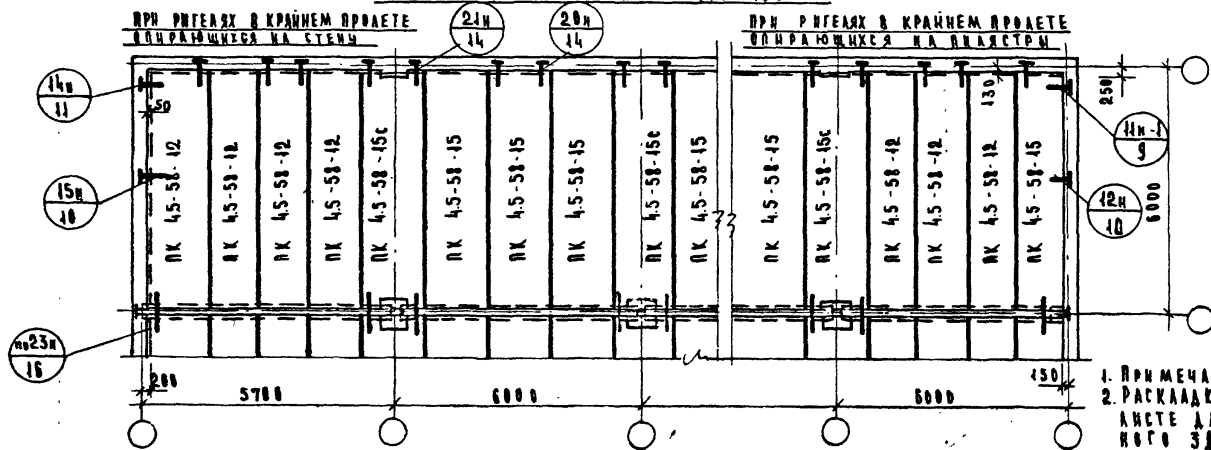 ПРИ РИГЕЛЯХ В КРАЙНЕМ ПРОЛЕТЕ
ОПИРАЮЩИХСЯ НА СТЕНУ
21н
14
20н
14
ПРИ РИГЕЛЯХ В КРАЙНЕМ ПРОЛЕТЕ
ОПИРАЮЩИХСЯ НА ПИЛЯСТРЫ
14н
11
50
130
250
11н-1
9
15н
10
12н
10
6000
ПК 4.5-58-12
ПК 4.5-58-12
ПК 4.5-58-12
ПК 4.5-58-12
ПК 4.5-58-15с
ПК 4.5-58-15
ПК 4.5-58-15
ПК 4.5-58-15
ПК 4.5-58-15с
ПК 4.5-58-15
ПК 4.5-58-15
ПК 4.5-58-15с
ПК 4.5-58-12
ПК 4.5-58-12
ПК 4.5-58-12
ПК 4.5-58-15
по23н
16
200
5700
6000
6000
150
1. ПРИМЕЧА
2. РАСКЛАДК
ЛИСТЕ ДА
НОГО ЗД